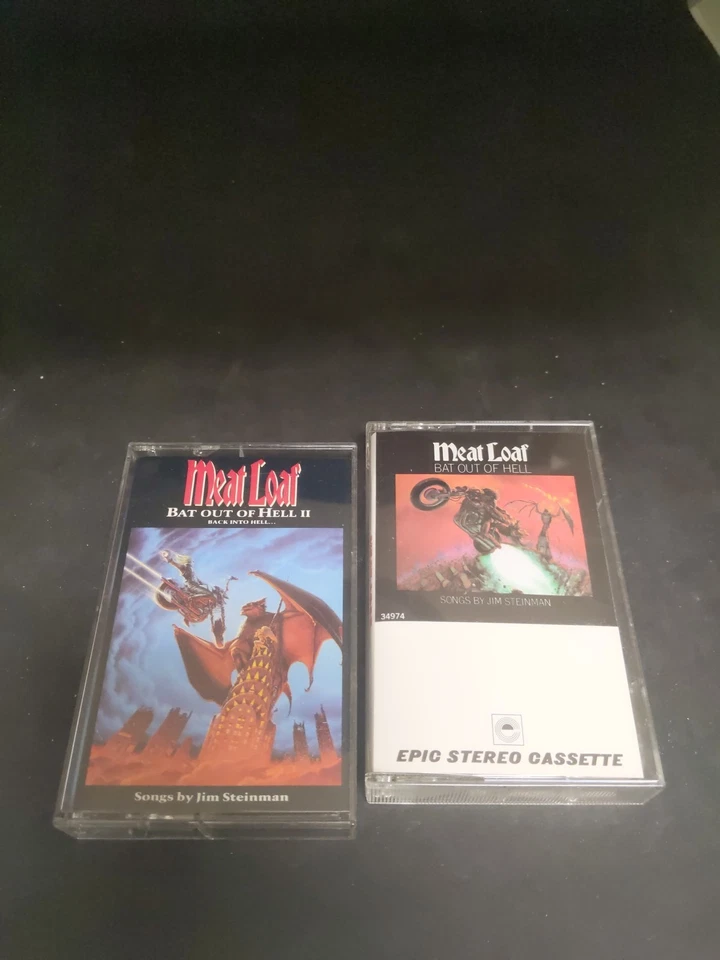 Meat Loaf
BAT OUT OF HELL II
BACK INTO HELL...
Songs by Jim Steinman
Meat Loaf
BAT OUT OF HELL
SONGS BY JIM STEINMAN
34974
EPIC STEREO CASSETTE